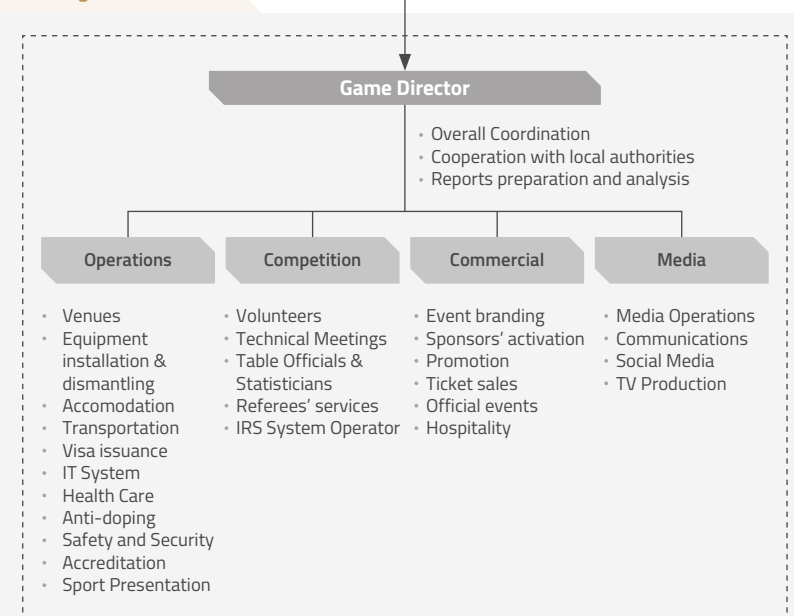 Game Director
• Overall Coordination
• Cooperation with local authorities
• Reports preparation and analysis
Operations
• Venues
• Equipment
installation &
dismantling
• Accomodation
• Transportation
• Visa issuance
• IT System
• Health Care
• Anti-doping
• Safety and Security
• Accreditation
• Sport Presentation
Competition
• Volunteers
• Technical Meetings
• Table Officials &
Statisticians
• Referees’ services
• IRS System Operator
Commercial
• Event branding
• Sponsors’ activation
• Promotion
• Ticket sales
• Official events
• Hospitality
Media
• Media Operations
• Communications
• Social Media
• TV Production